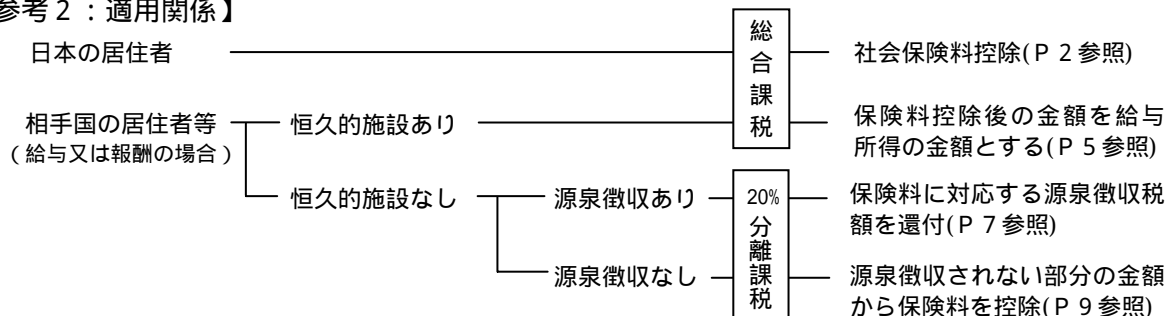 参考２：適用関係】
日本の居住者
総合課税
社会保険料控除(Ｐ２参照)
相手国の居住者等
（給与又は報酬の場合）
恒久的施設あり
保険料控除後の金額を給与
所得の金額とする(Ｐ５参照)
恒久的施設なし
源泉徴収あり
20%分離課税
保険料に対応する源泉徴収税
額を還付(Ｐ７参照)
源泉徴収なし
源泉徴収されない部分の金額
から保険料を控除(Ｐ９参照)